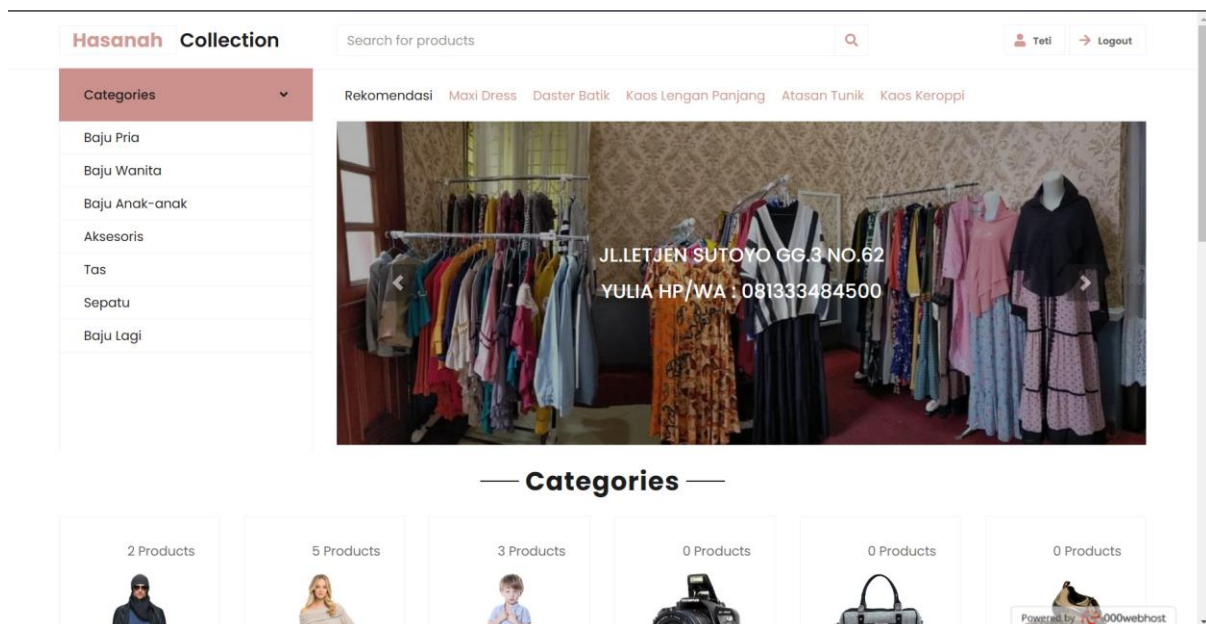 Hasanah Collection
Search for products
Teti
Logout
Categories
Rekomendasi Maxi Dress Daster Batik Kaos Lengan Panjang Atasan Tunik Kaos Keroppi
Baju Pria
Baju Wanita
Baju Anak-anak
Aksesoris
Tas
Sepatu
Baju Lagi
JL.LETJEN SUTOYO GG.3 NO.62
YULIA HP/WA : 081333484500
Categories
2 Products
5 Products
3 Products
0 Products
0 Products
0 Products
Powered by 000webhost